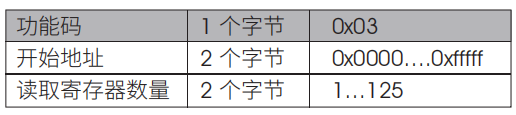 功能码 1 个字节 0x03
开始地址 2 个字节 0x0000....0xfffff
读取寄存器数量 2 个字节 1...125